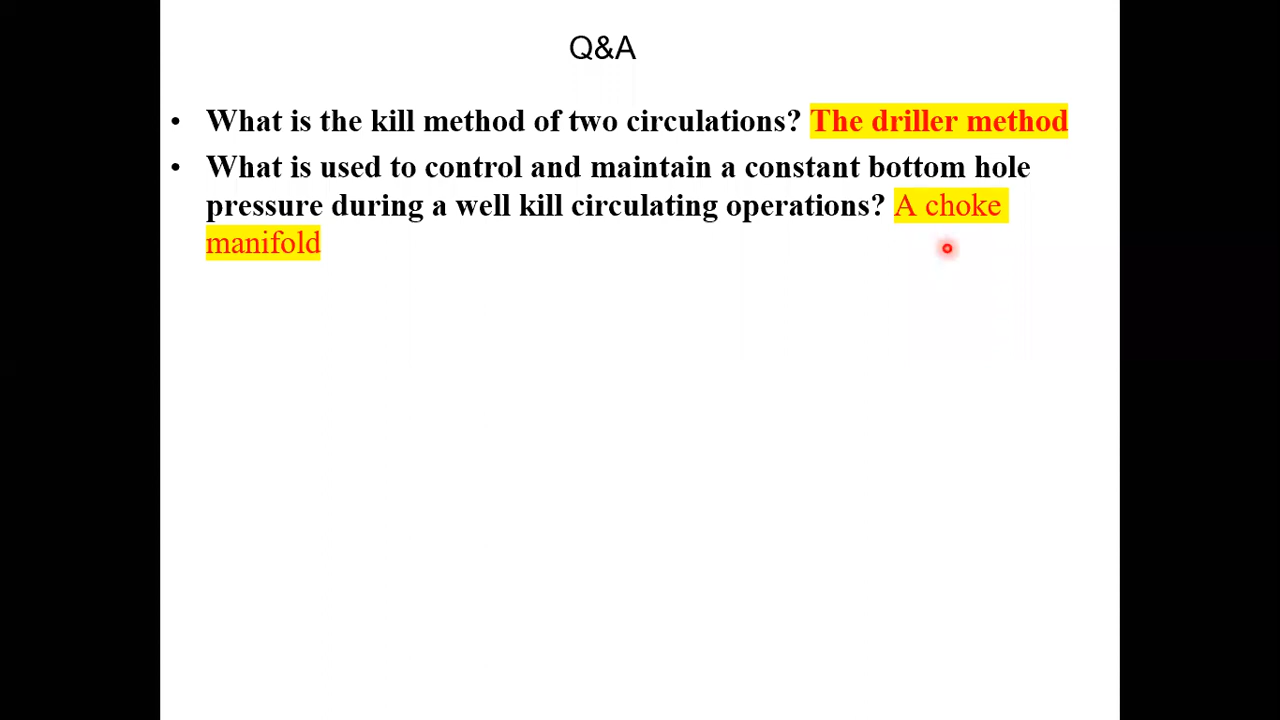 Q&A
• What is the kill method of two circulations? The driller method
• What is used to control and maintain a constant bottom hole
pressure during a well kill circulating operations? A choke
manifold